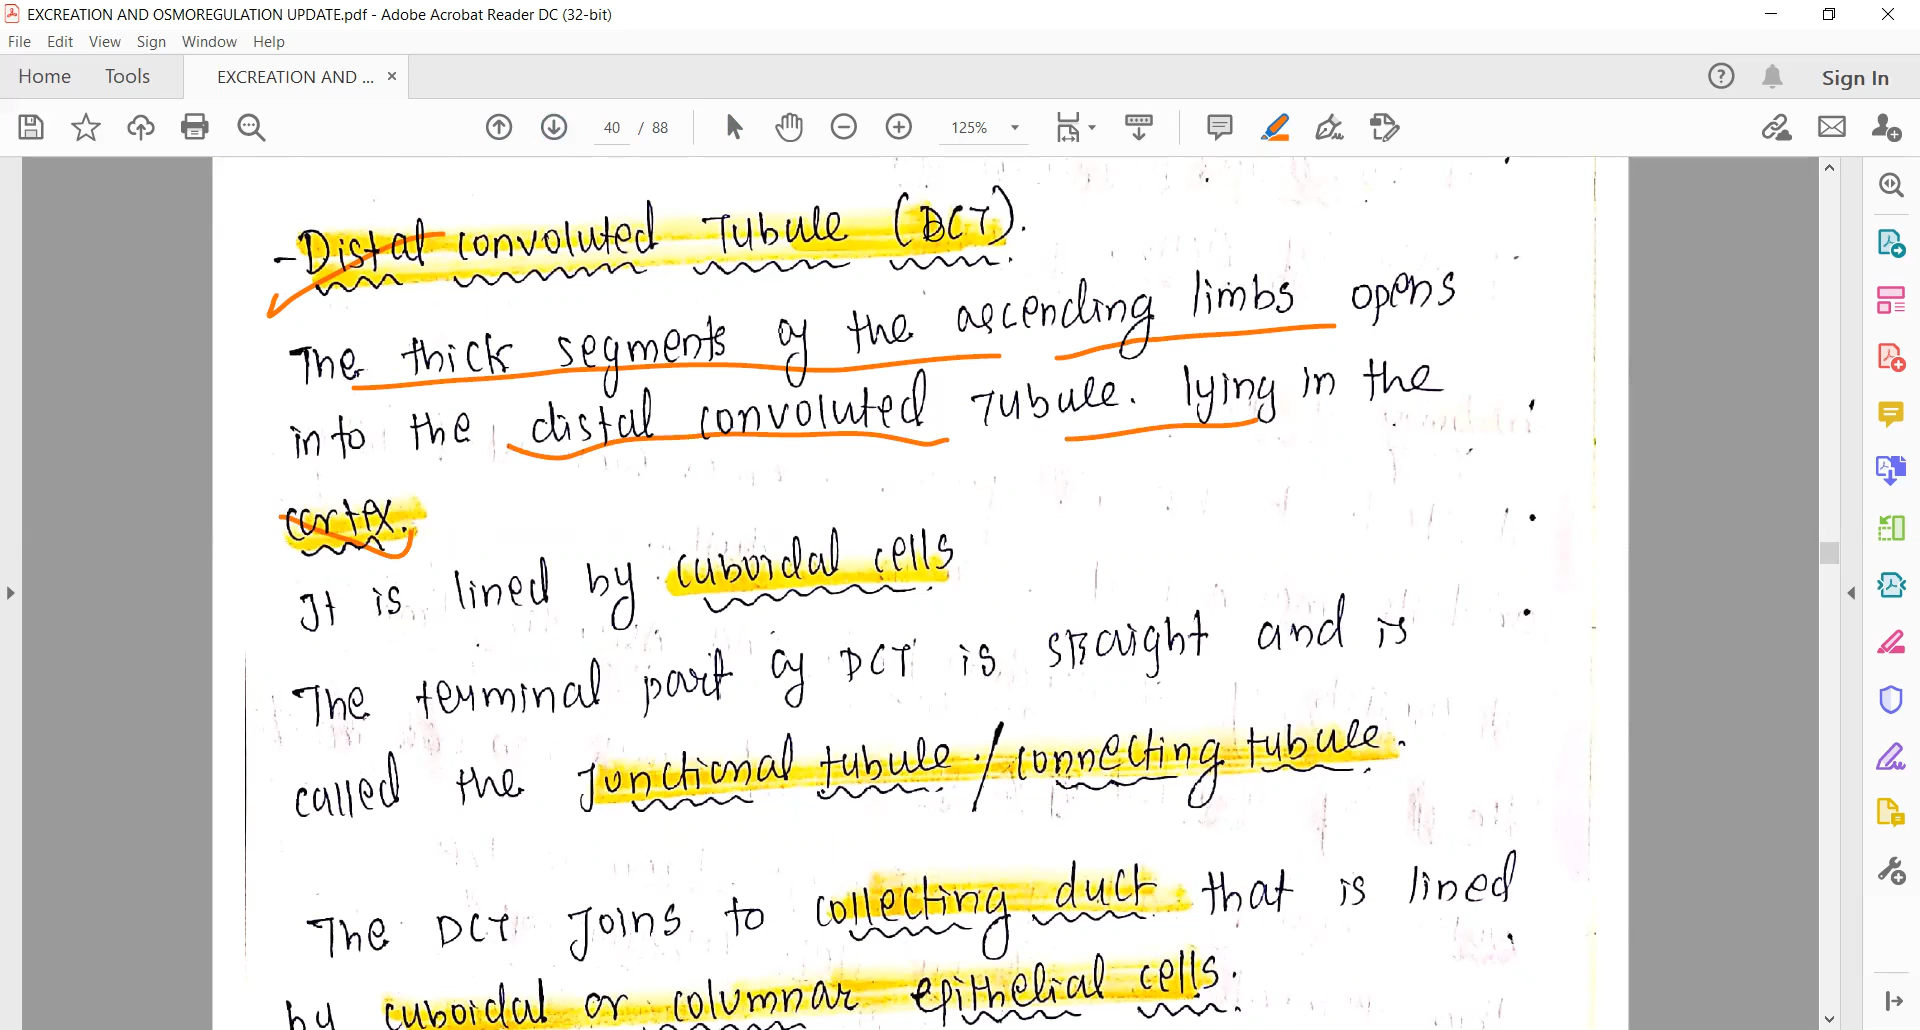 EXCREATION AND OSMOREGULATION UPDATE.pdf - Adobe Acrobat Reader DC (32-bit)
File Edit View Sign Window Help
Home Tools EXCREATION AND ... × Sign In
40 / 88 125%
- Distal convoluted Tubule (DCT).
The thick segments of the ascending limbs opens
into the distal convoluted Tubule. lying in the
cortex.
It is lined by cuboidal cells
The terminal part of DCT is straight and is
called the Junctional tubule / connecting tubule.
The DCT Joins to collecting duct that is lined
by cuboidal or columnar epithelial cells.